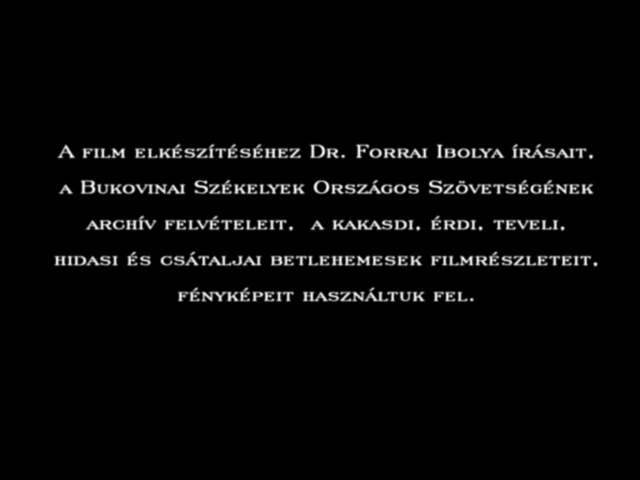 A film elkészítéséhez Dr. Forrai Ibolya írásait,
a Bukovinai Székelyek Országos Szövetségének
archív felvételeit, a kakasdi, érdi, teveli,
hidasi és csátaljai betlehemesek filmrészleteit,
fényképeit használtuk fel.